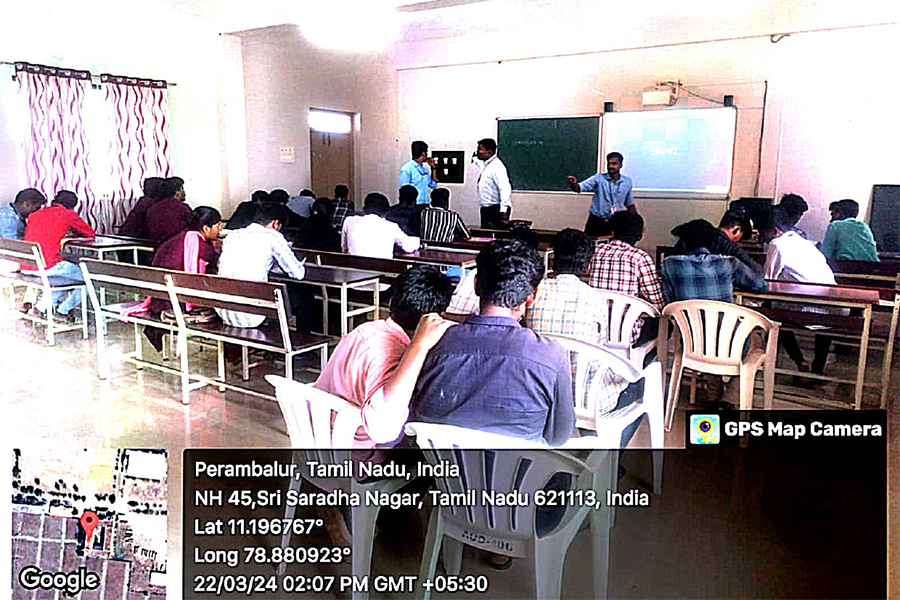 SMART
GPS Map Camera
Perambalur, Tamil Nadu, India
NH 45,Sri Saradha Nagar, Tamil Nadu 621113, India
Lat 11.196767°
Long 78.880923°
22/03/24 02:07 PM GMT +05:30
Google